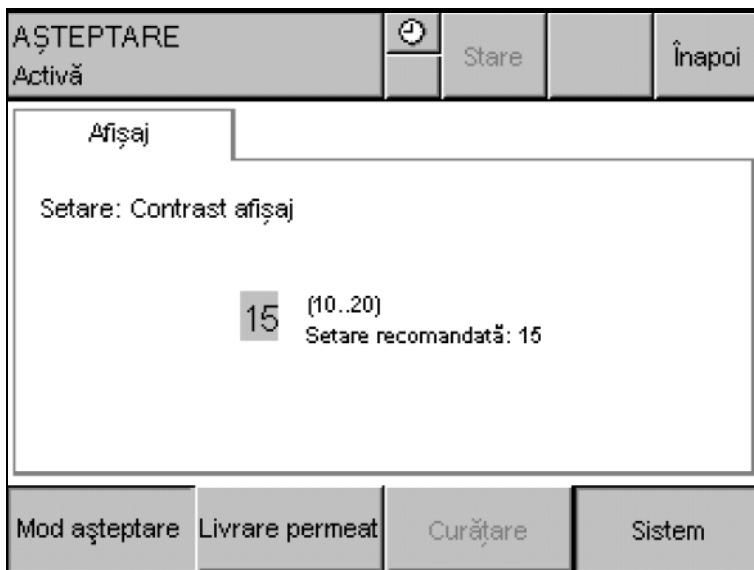 AȘTEPTARE
Activă
Stare
Înapoi
Afișaj
Setare: Contrast afișaj
15
(10..20)
Setare recomandată: 15
Mod așteptare
Livrare permeat
Curățare
Sistem